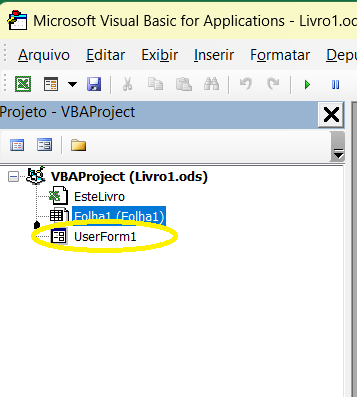 Microsoft Visual Basic for Applications - Livro1.o
Arquivo Editar Exibir Inserir Formatar Depu
Projeto - VBAProject
VBAProject (Livro1.ods)
EsteLivro
Folha1 (Folha1)
UserForm1